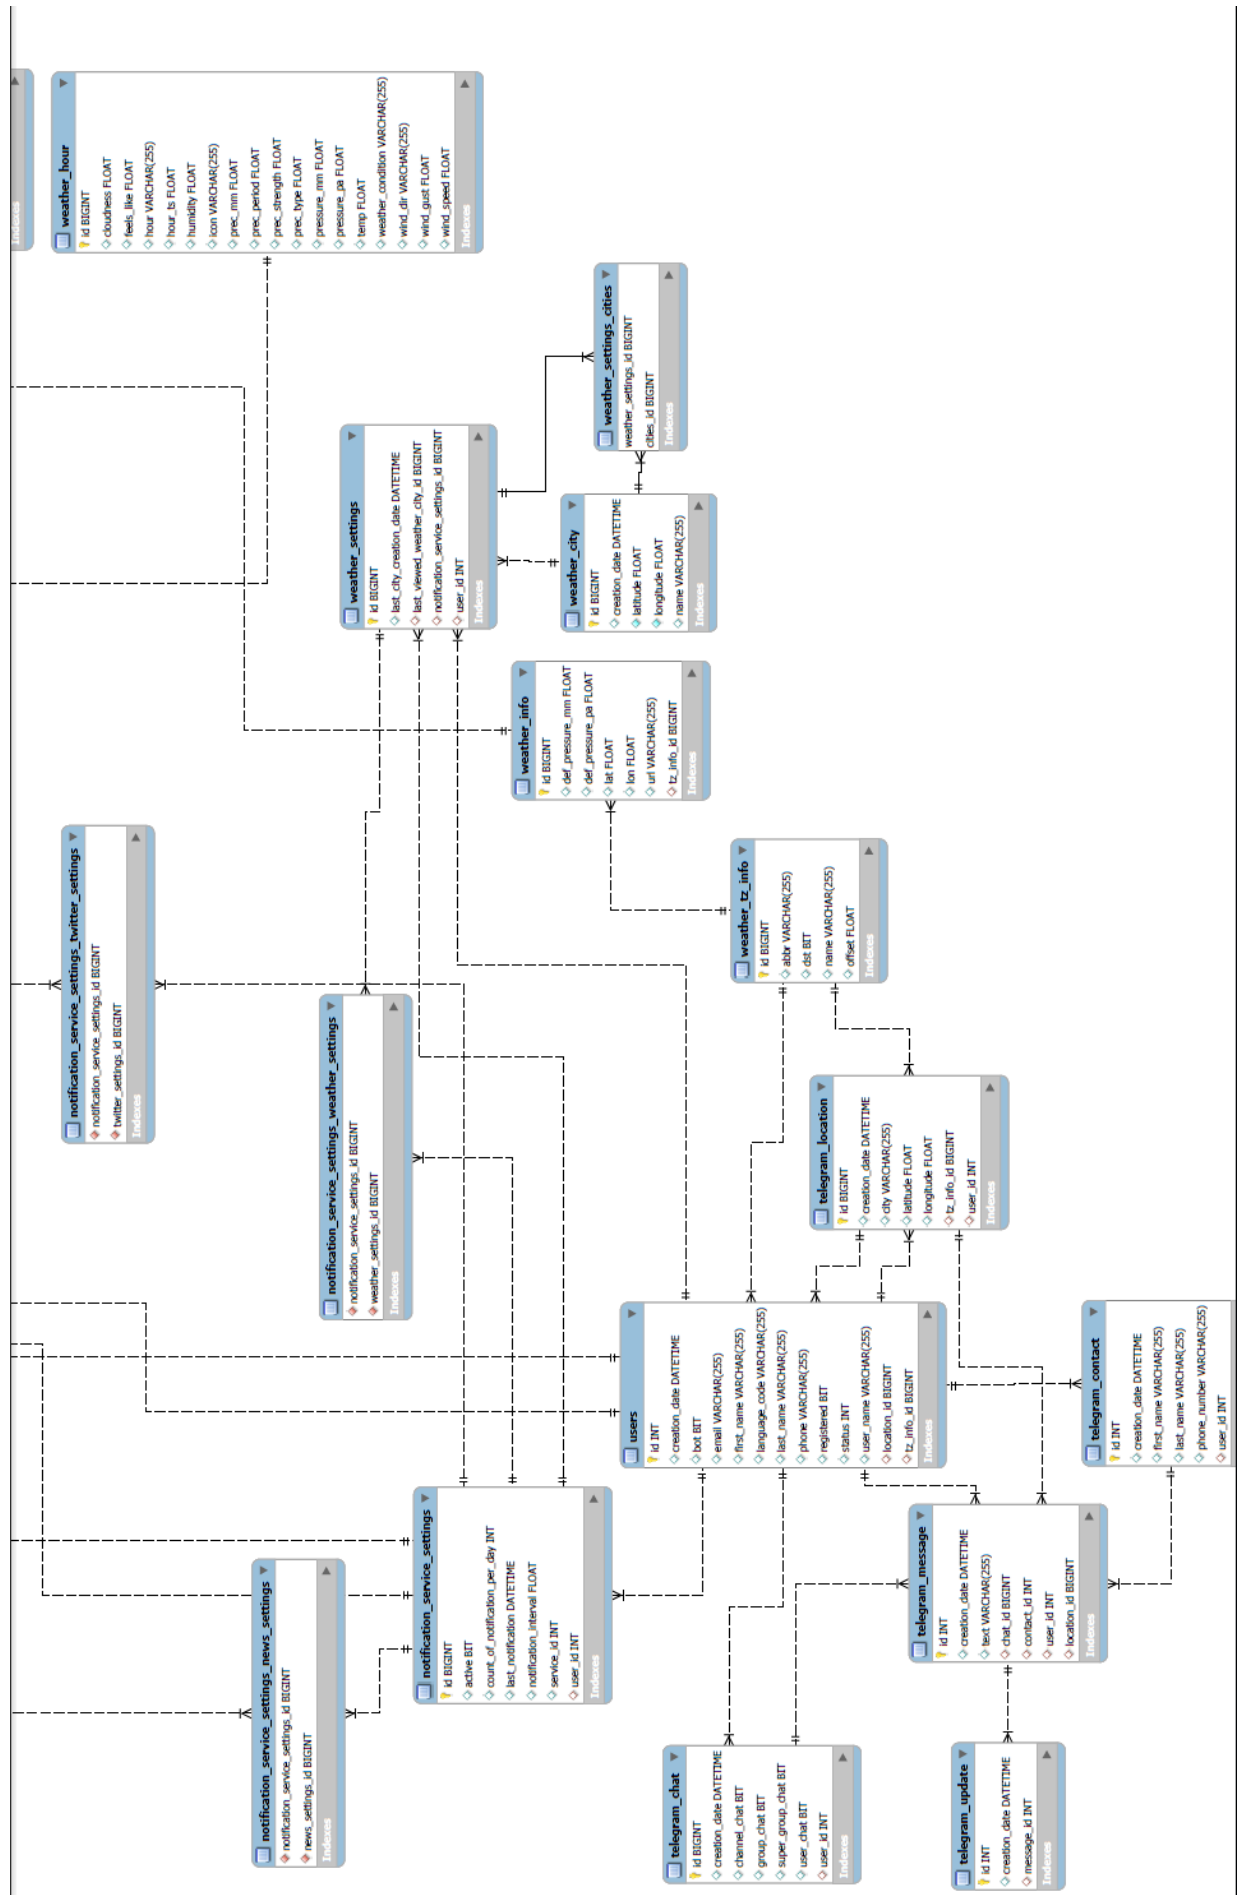 Indexes
weather_hour
id BIGINT
cloudness FLOAT
feels_like FLOAT
hour VARCHAR(255)
hour_ts FLOAT
humidity FLOAT
icon VARCHAR(255)
prec_mm FLOAT
prec_period FLOAT
prec_strength FLOAT
prec_type FLOAT
pressure_mm FLOAT
pressure_pa FLOAT
temp FLOAT
weather_condition VARCHAR(255)
wind_dir VARCHAR(255)
wind_gust FLOAT
wind_speed FLOAT
Indexes
weather_settings_cities
weather_settings_id BIGINT
cities_id BIGINT
Indexes
weather_settings
id BIGINT
last_city_creation_date DATETIME
last_viewed_weather_city_id BIGINT
notification_service_settings_id BIGINT
user_id INT
Indexes
weather_city
id BIGINT
creation_date DATETIME
latitude FLOAT
longitude FLOAT
name VARCHAR(255)
Indexes
weather_info
id BIGINT
def_pressure_mm FLOAT
def_pressure_pa FLOAT
lat FLOAT
lon FLOAT
url VARCHAR(255)
tz_info_id BIGINT
Indexes
notification_service_settings_twitter_settings
notification_service_settings_id BIGINT
twitter_settings_id BIGINT
Indexes
weather_tz_info
id BIGINT
abbr VARCHAR(255)
dst BIT
name VARCHAR(255)
offset FLOAT
Indexes
notification_service_settings_weather_settings
notification_service_settings_id BIGINT
weather_settings_id BIGINT
Indexes
telegram_location
id BIGINT
creation_date DATETIME
city VARCHAR(255)
latitude FLOAT
longitude FLOAT
tz_info_id BIGINT
user_id INT
Indexes
users
id INT
creation_date DATETIME
bot BIT
email VARCHAR(255)
first_name VARCHAR(255)
language_code VARCHAR(255)
last_name VARCHAR(255)
phone VARCHAR(255)
registered BIT
status INT
user_name VARCHAR(255)
location_id BIGINT
tz_info_id BIGINT
Indexes
telegram_contact
id INT
creation_date DATETIME
first_name VARCHAR(255)
last_name VARCHAR(255)
phone_number VARCHAR(255)
user_id INT
notification_service_settings
id BIGINT
active BIT
count_of_notification_per_day INT
last_notification DATETIME
notification_interval FLOAT
service_id INT
user_id INT
Indexes
notification_service_settings_news_settings
notification_service_settings_id BIGINT
news_settings_id BIGINT
Indexes
telegram_message
id INT
creation_date DATETIME
text VARCHAR(255)
chat_id BIGINT
contact_id INT
user_id INT
location_id BIGINT
Indexes
telegram_chat
id BIGINT
creation_date DATETIME
channel_chat BIT
group_chat BIT
super_group_chat BIT
user_chat BIT
user_id INT
Indexes
telegram_update
id INT
creation_date DATETIME
message_id INT
Indexes